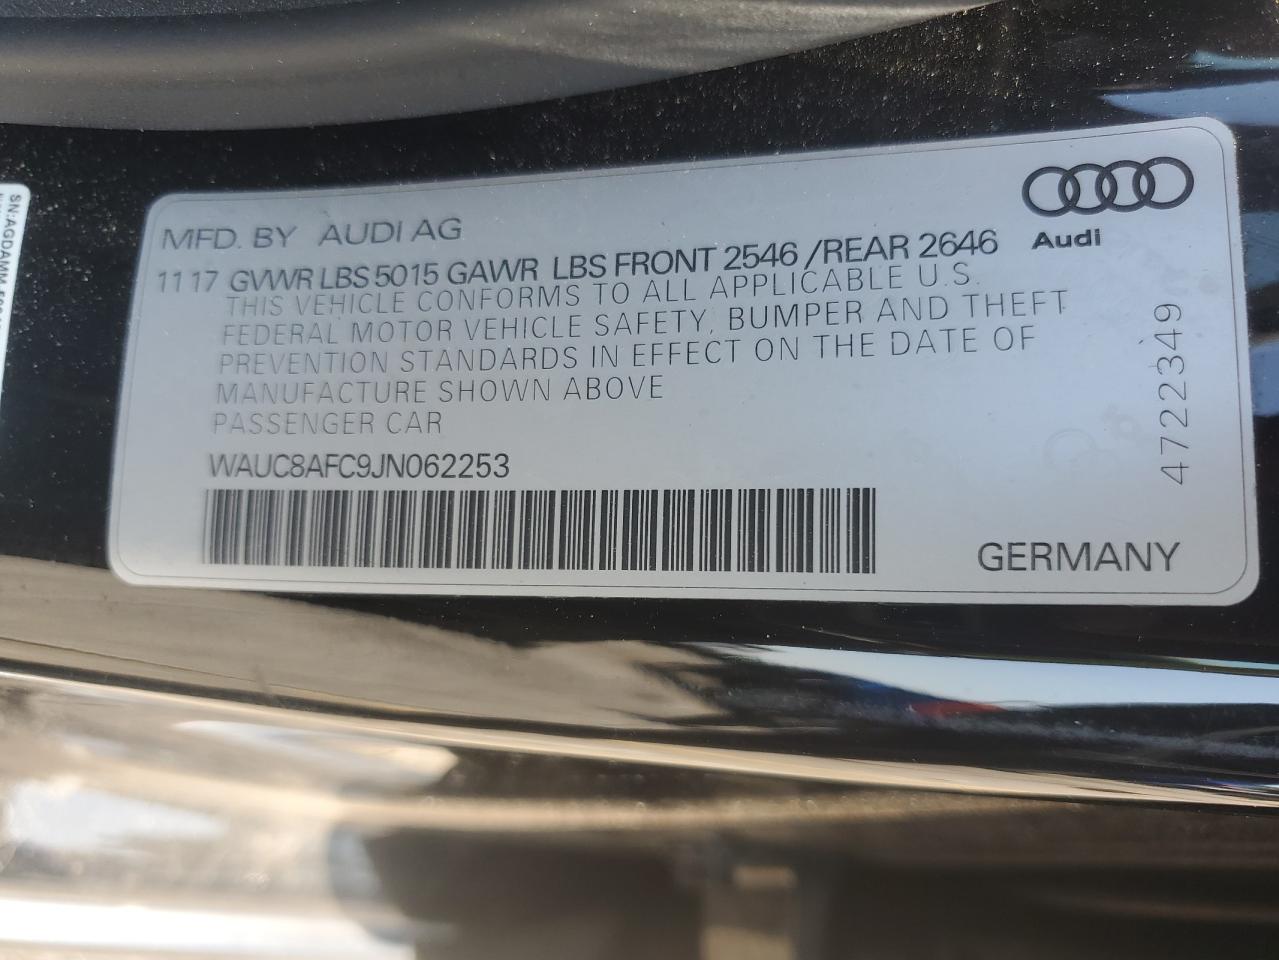 MFD. BY AUDI AG
11 17 GVWR LBS 5015 GAWR LBS FRONT 2546 /REAR 2646
THIS VEHICLE CONFORMS TO ALL APPLICABLE U.S.
FEDERAL MOTOR VEHICLE SAFETY, BUMPER AND THEFT
PREVENTION STANDARDS IN EFFECT ON THE DATE OF
MANUFACTURE SHOWN ABOVE
PASSENGER CAR
WAUC8AFC9JN062253
Audi
4722349
GERMANY